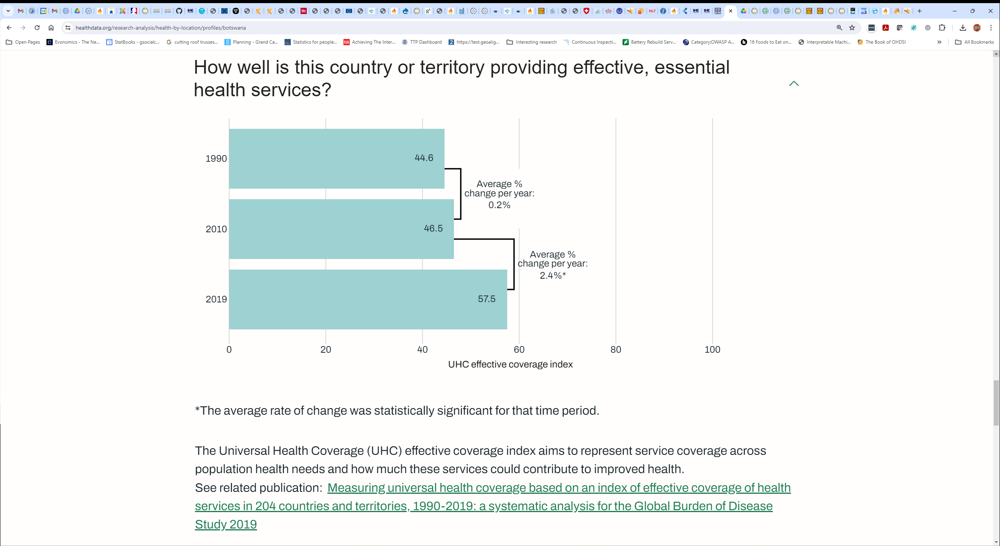 healthdata.org/research-analysis/health-by-location/profiles/botswana
Open Pages
Evonomics - The Ne...
StatBooks - gsocialc...
cutting roof trusses...
Planning - Grand Ca...
Statistics for people...
Achieving The Inter...
TTP Dashboard
https://test.geoalig...
Interesting research
Continuous Inspecti...
Battery Rebuild Serv...
Category:OWASP A...
16 Foods to Eat on...
Interpretable Machi...
The Book of OHDSI
All Bookmarks
How well is this country or territory providing effective, essential
health services?
1990
44.6
Average %
change per year:
0.2%
2010
46.5
Average %
change per year:
2.4%*
2019
57.5
0 20 40 60 80 100
UHC effective coverage index
*The average rate of change was statistically significant for that time period.
The Universal Health Coverage (UHC) effective coverage index aims to represent service coverage across
population health needs and how much these services could contribute to improved health.
See related publication: Measuring universal health coverage based on an index of effective coverage of health
services in 204 countries and territories, 1990-2019: a systematic analysis for the Global Burden of Disease
Study 2019